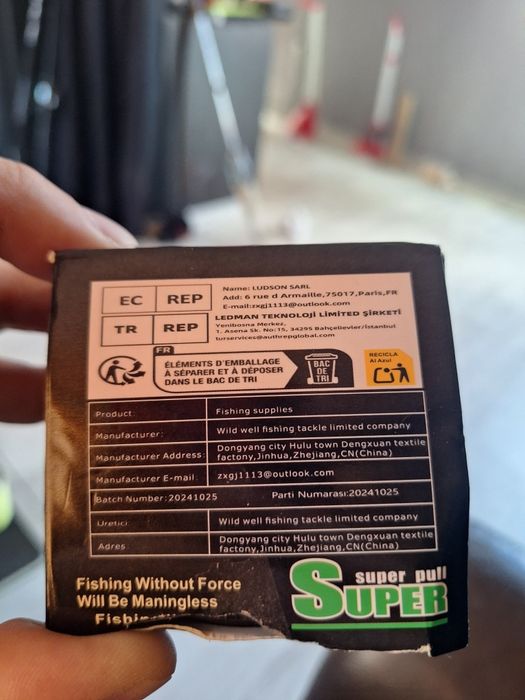 EC REP
Name: LUDSON SARL
Add: 6 rue d Armaille,75017,Paris,FR
E-mail:zxgj1113@outlook.com
TR REP
LEDMAN TEKNOLOJİ LİMİTED ŞİRKETİ
Yenibosna Merkez,
1. Asena Sk. No:15, 34295 Bahçelievler/İstanbul
turservices@authrepglobal.com
FR
ÉLÉMENTS D'EMBALLAGE
À SÉPARER ET À DÉPOSER
DANS LE BAC DE TRI
BAC
DE
TRI
RECICLA
Al Azul
Product: Fishing supplies
Manufacturer: Wild well fishing tackle limited company
Manufacturer Address: Dongyang city Hulu town Dengxuan textile
factory,Jinhua,Zhejiang,CN(China)
Manufacturer E-mail: zxgj1113@outlook.com
Batch Number:20241025 Parti Numarası:20241025
Üretici: Wild well fishing tackle limited company
Adres: Dongyang city Hulu town Dengxuan textile
factory,Jinhua,Zhejiang,CN(China)
Fishing Without Force
Will Be Maningless
super pull
SUPER